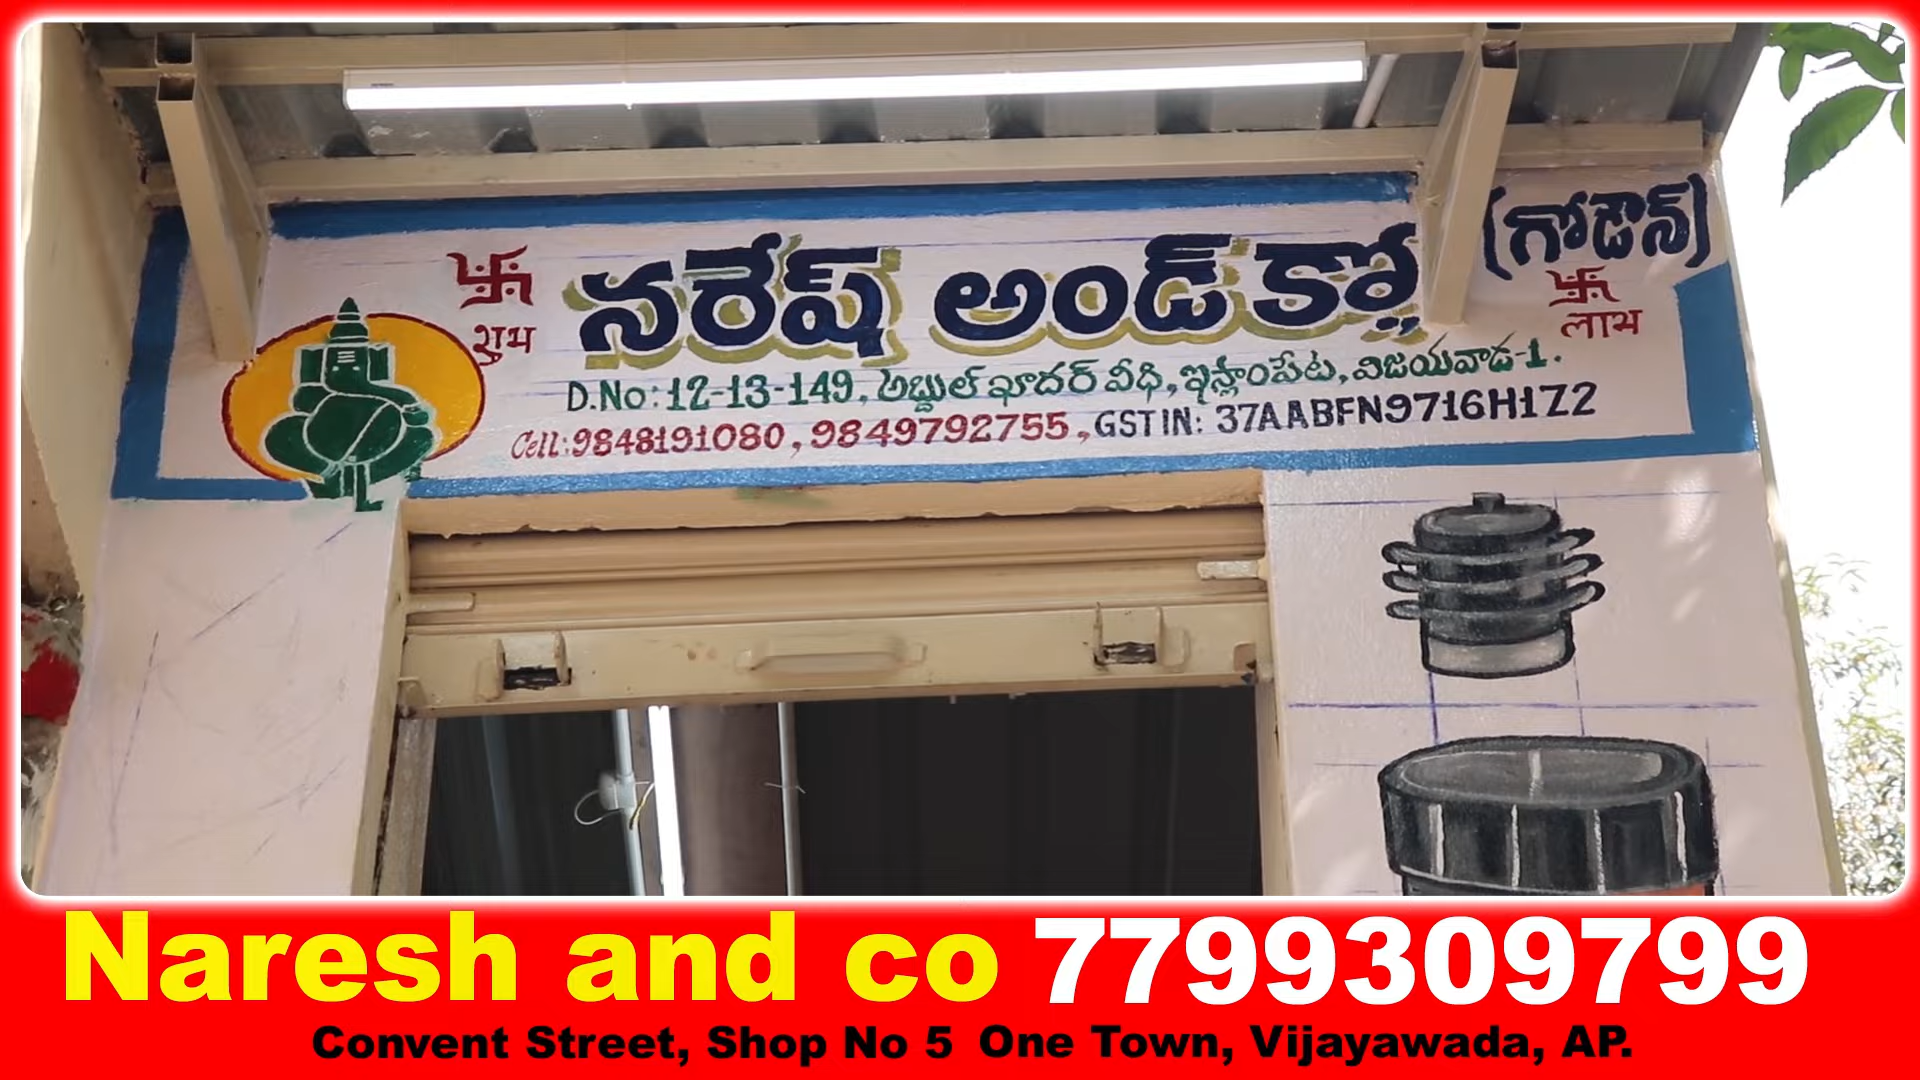 నరేష్ అండ్ కో (గోడౌన్)
शुभ
लाभ
D.No: 12-13-149, అబ్దుల్ ఖాదర్ వీధి, ఇస్లాంపేట, విజయవాడ-1.
Cell: 9848191080, 9849792755, GSTIN: 37AABFN9716H1Z2
Naresh and co 7799309799
Convent Street, Shop No 5 One Town, Vijayawada, AP.